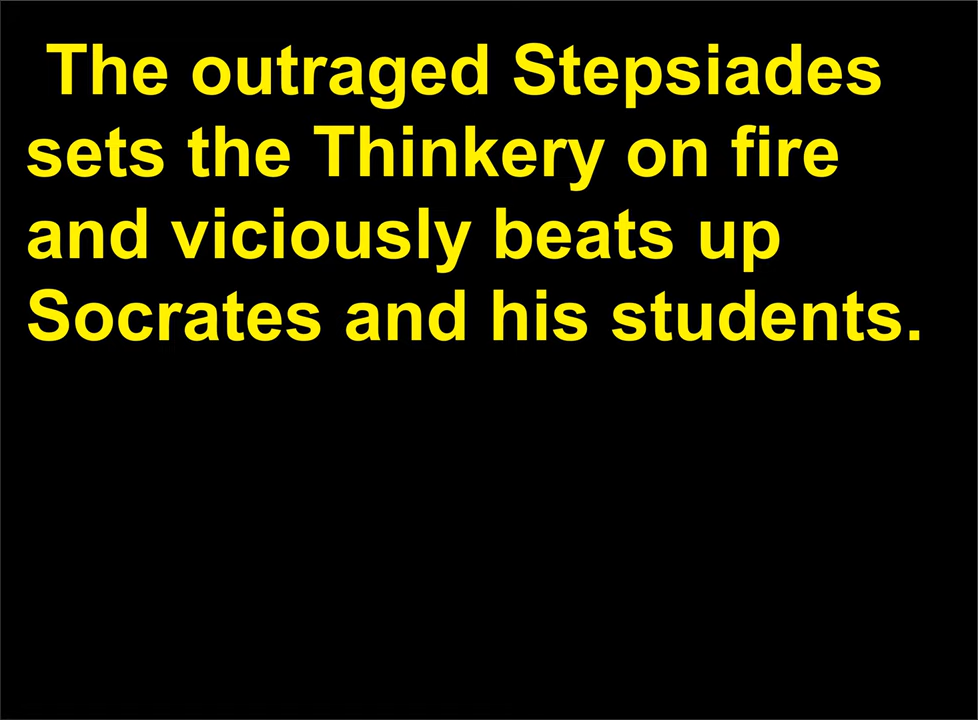 The outraged Stepsiades
sets the Thinkery on fire
and viciously beats up
Socrates and his students.